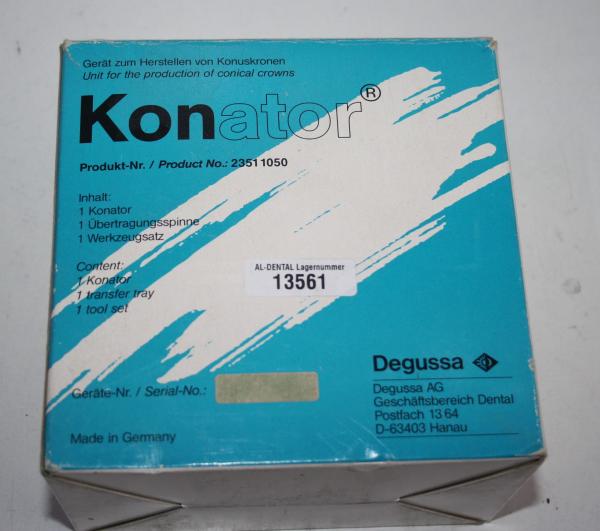 Gerät zum Herstellen von Konuskronen
Unit for the production of conical crowns
Konator®
Produkt-Nr. / Product No.: 23511050
Inhalt:
1 Konator
1 Übertragungsspinne
1 Werkzeugsatz
Content:
1 Konator
1 transfer tray
1 tool set
AL-DENTAL Lagernummer
13561
Geräte-Nr. / Serial-No.:
Made in Germany
Degussa
Degussa AG
Geschäftsbereich Dental
Postfach 13 64
D-63403 Hanau